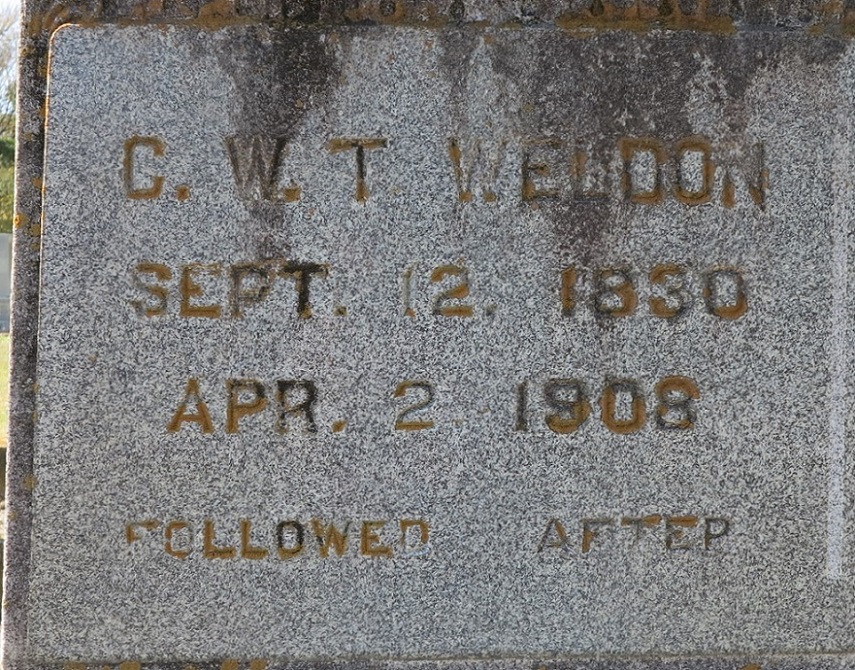 C. W. T. WELDON
SEPT. 12, 1830
APR. 2, 1908
FOLLOWED AFTER